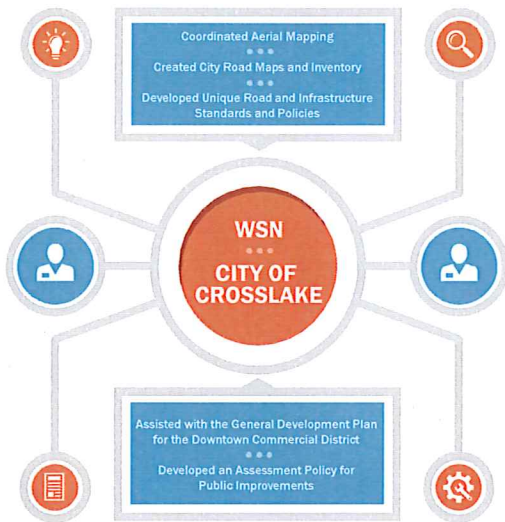 Coordinated Aerial Mapping
Created City Road Maps and Inventory
Developed Unique Road and Infrastructure
Standards and Policies
WSN
CITY OF
CROSSLAKE
Assisted with the General Development Plan
for the Downtown Commercial District
Developed an Assessment Policy for
Public Improvements